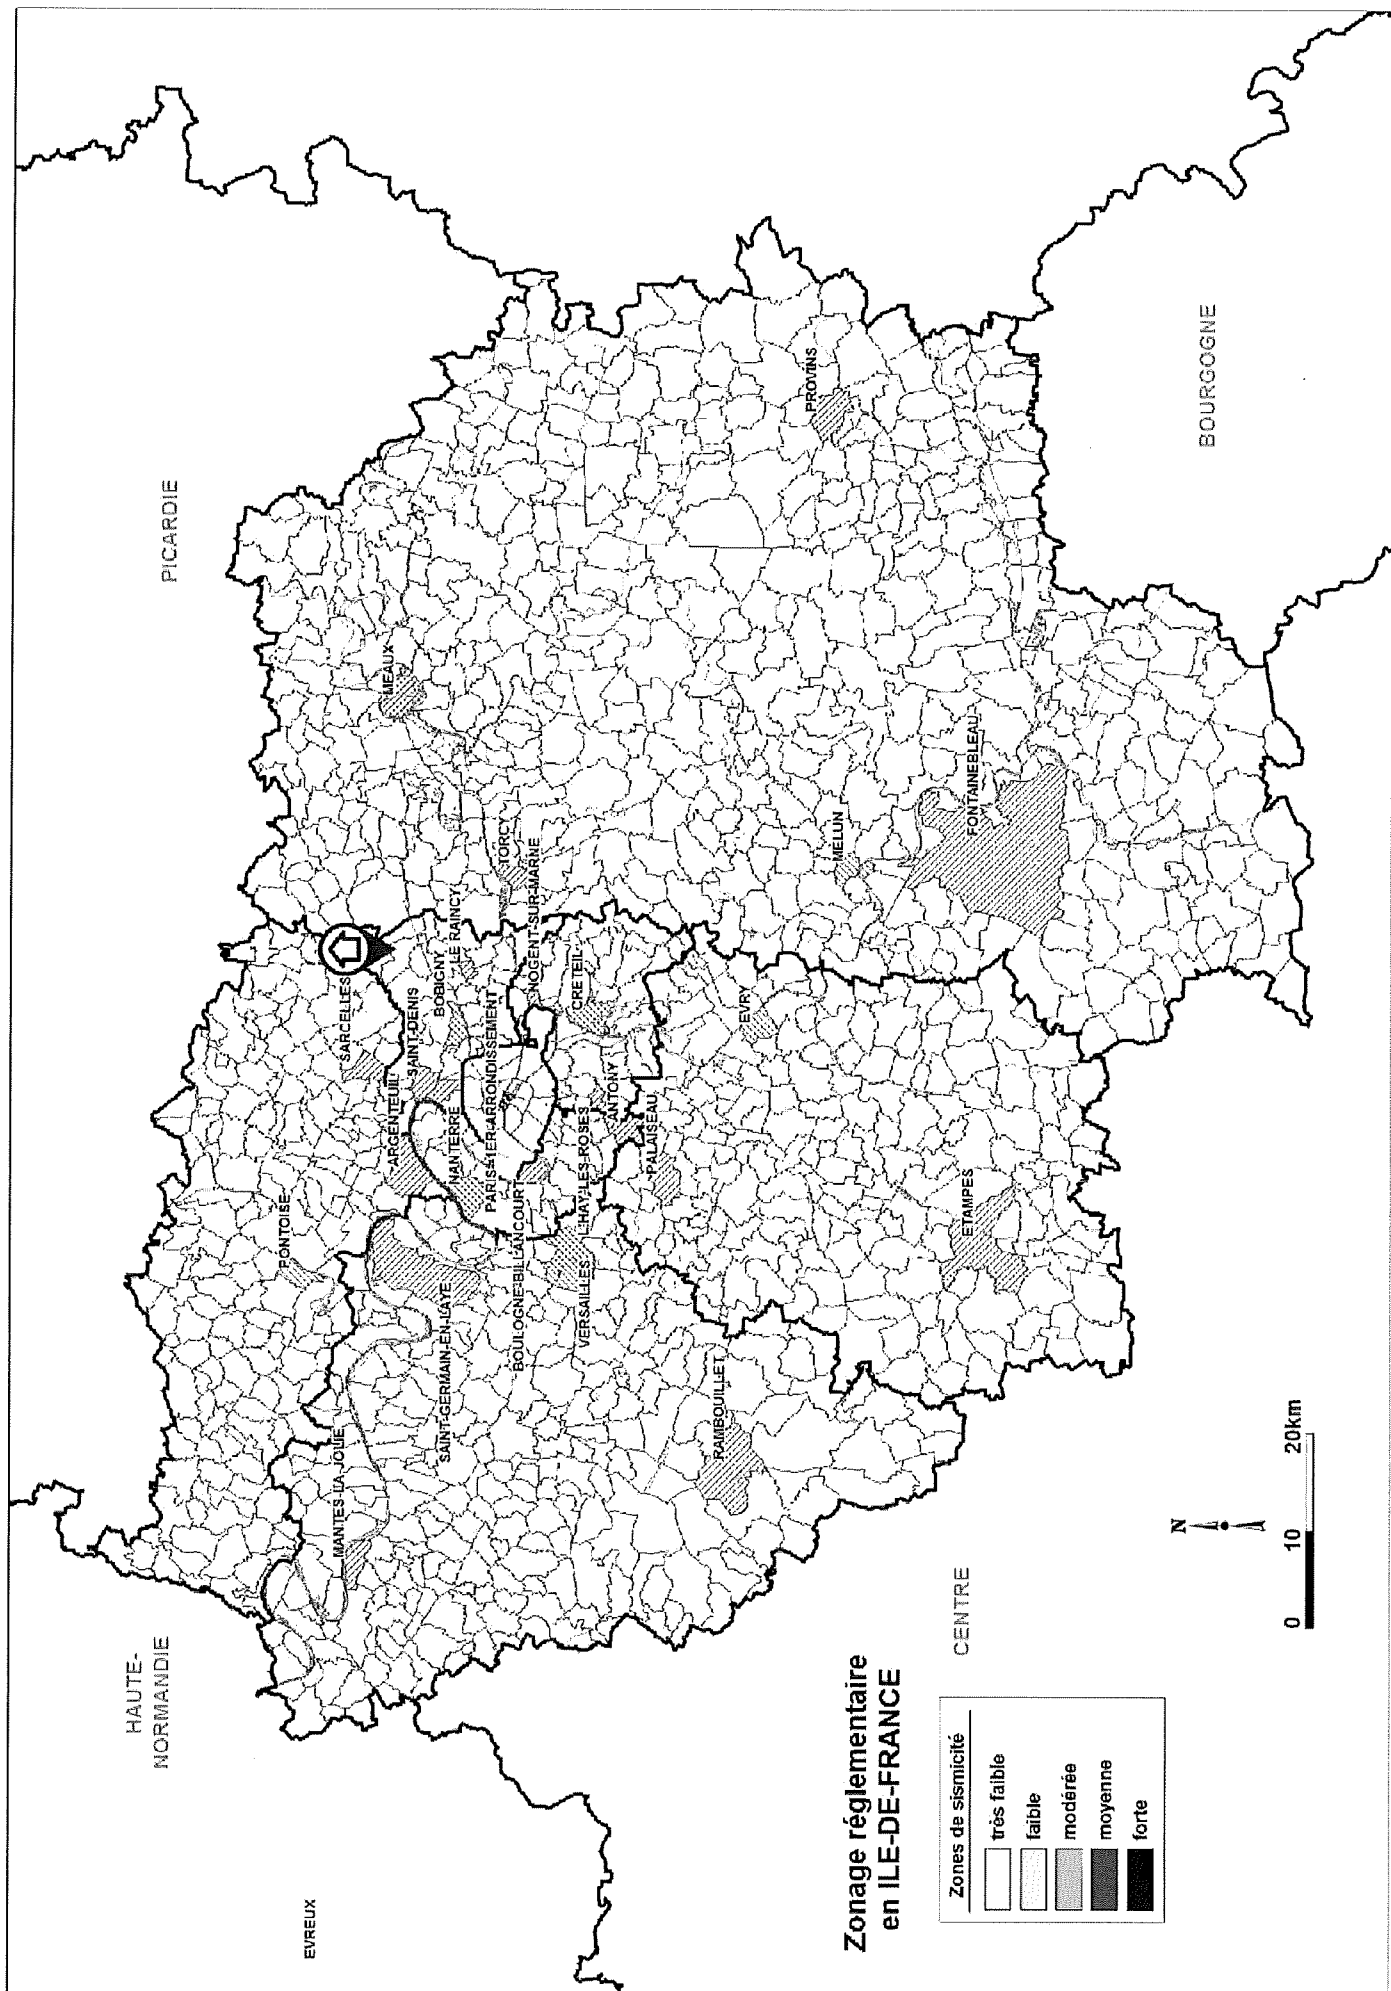 HAUTE-
NORMANDIE
PICARDIE
EVREUX
MANTES-LA-JOLIE
PONTOISE
SARCELLES
MEAUX
ARGENTEUIL
SAINT-DENIS
BOBIGNY
LE RAINCY
TORCY
SAINT-GERMAIN-EN-LAYE
NANTERRE
PARIS-1ER-ARRONDISSEMENT
NOGENT-SUR-MARNE
BOULOGNE-BILLANCOURT
CRETEIL
VERSAILLES
L'HAY-LES-ROSES
ANTONY
PALAISEAU
RAMBOUILLET
EVRY
MELUN
PROVINS
ETAMPES
FONTAINEBLEAU
CENTRE
BOURGOGNE
Zonage réglementaire
en ILE-DE-FRANCE
Zones de sismicité
très faible
faible
modérée
moyenne
forte
N
0 10 20km